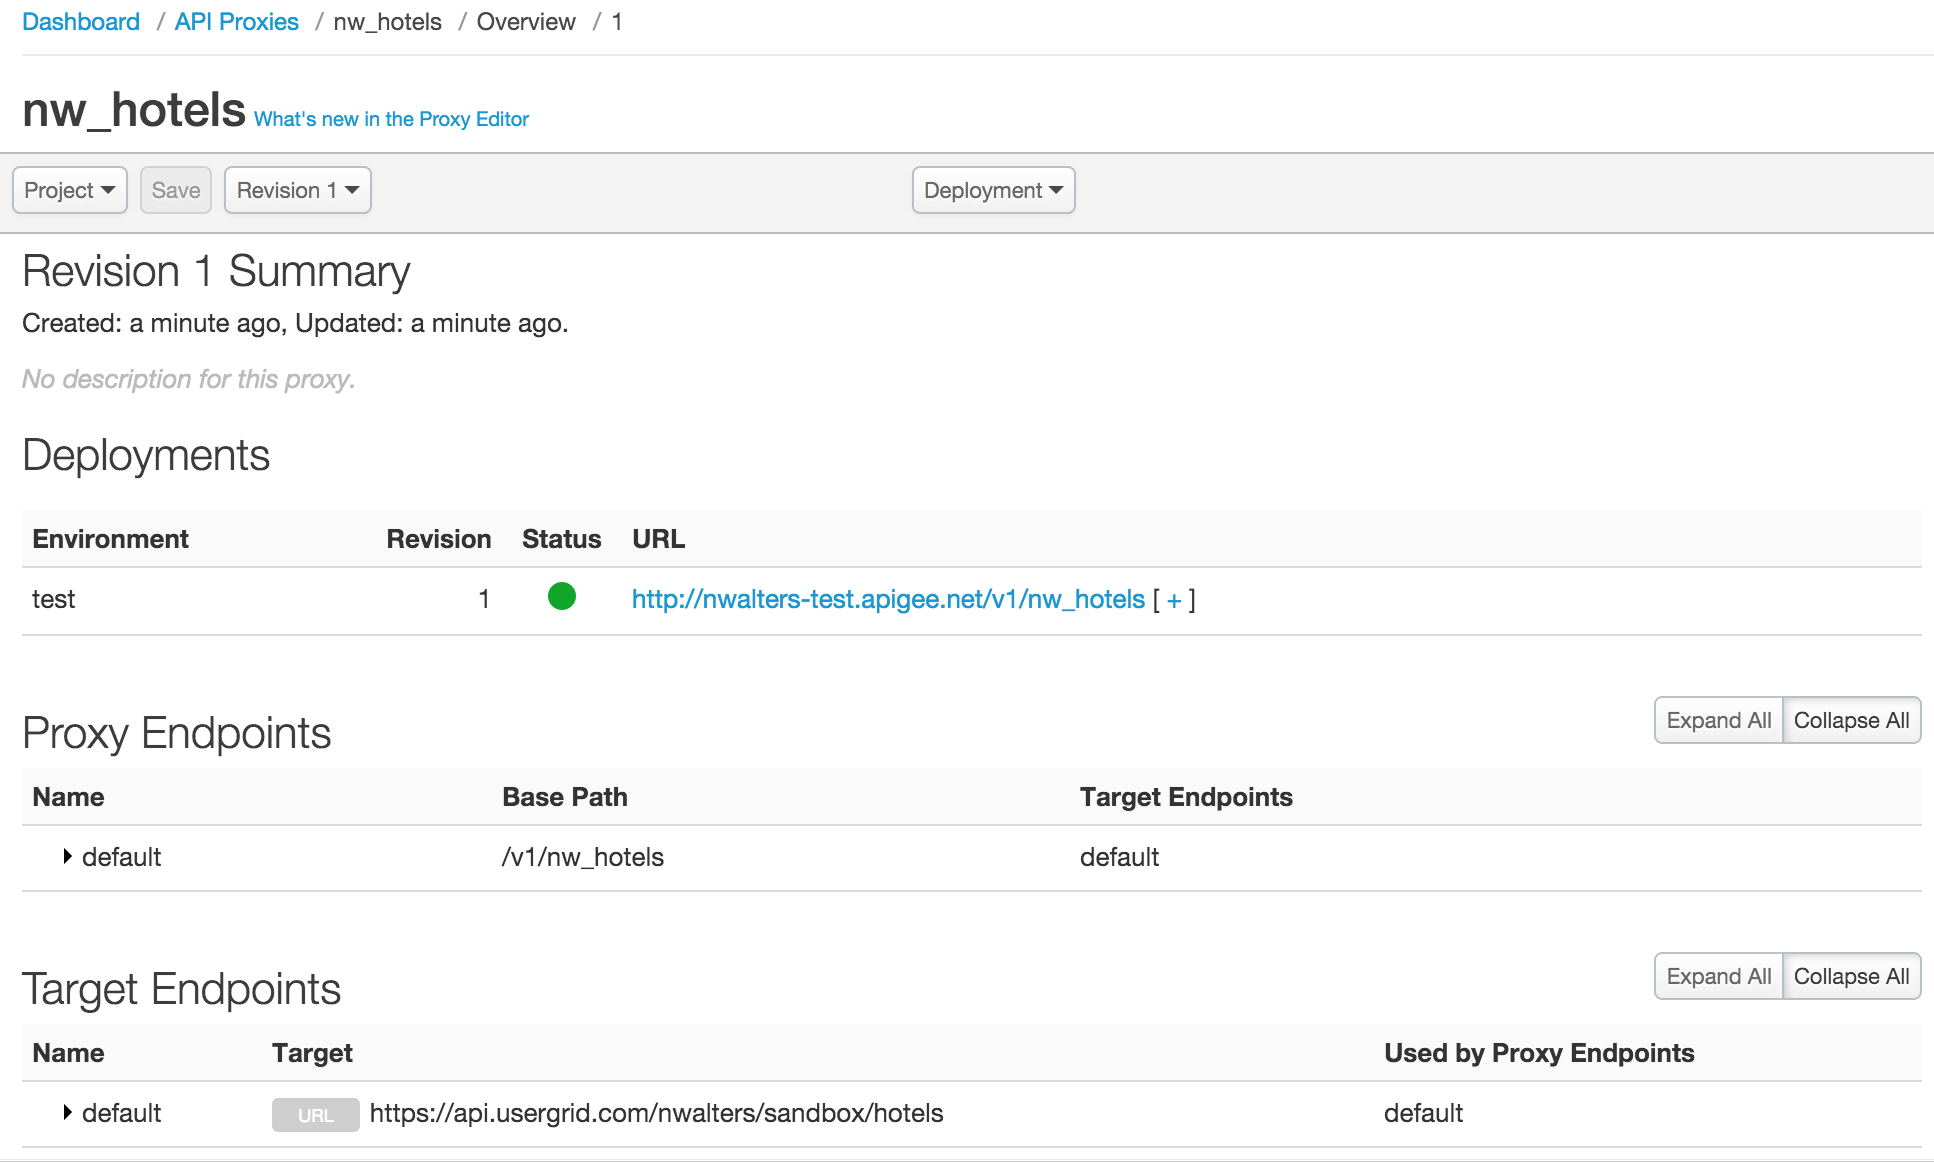 Dashboard / API Proxies / nw_hotels / Overview / 1
nw_hotels What's new in the Proxy Editor
Project Save Revision 1 Deployment
Revision 1 Summary
Created: a minute ago, Updated: a minute ago.
No description for this proxy.
Deployments
Environment Revision Status URL
test 1 http://nwalters-test.apigee.net/v1/nw_hotels [ + ]
Proxy Endpoints Expand All Collapse All
Name Base Path Target Endpoints
default /v1/nw_hotels default
Target Endpoints Expand All Collapse All
Name Target Used by Proxy Endpoints
default URL https://api.usergrid.com/nwalters/sandbox/hotels default